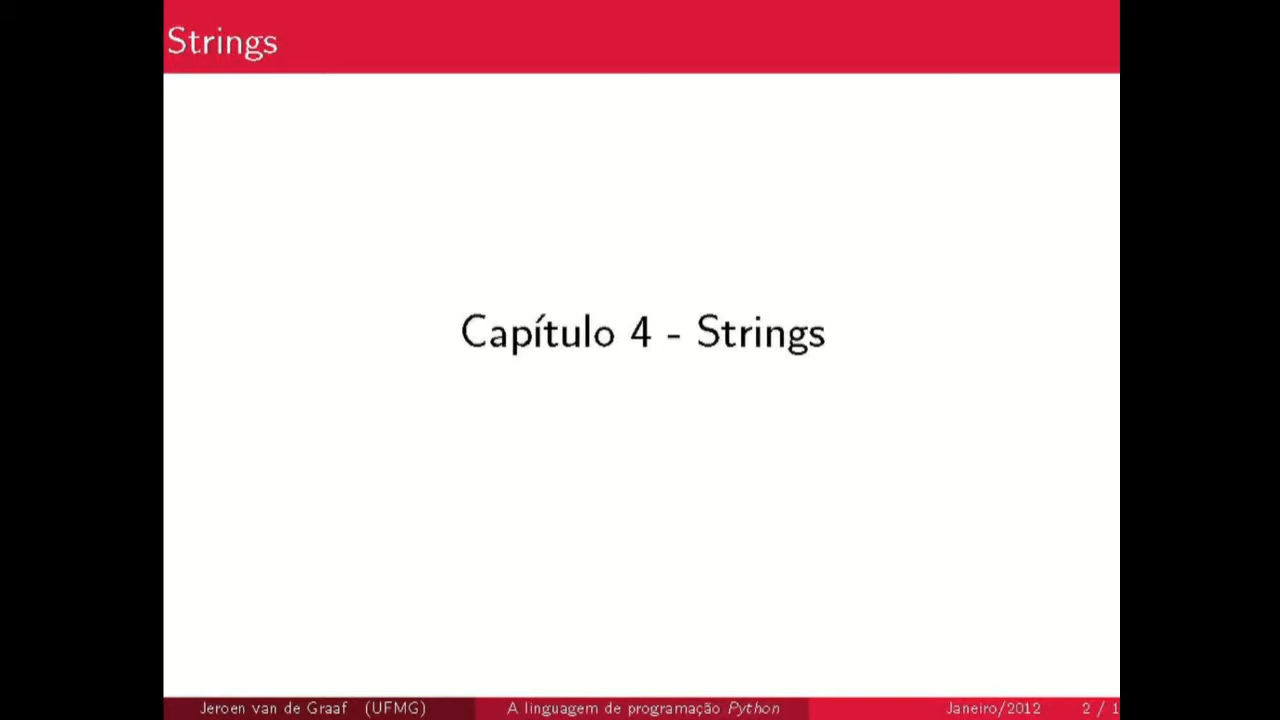 Strings
Capítulo 4 - Strings
Jeroen van de Graaf (UFMG) A linguagem de programação Python Janeiro/2012 2 / 1